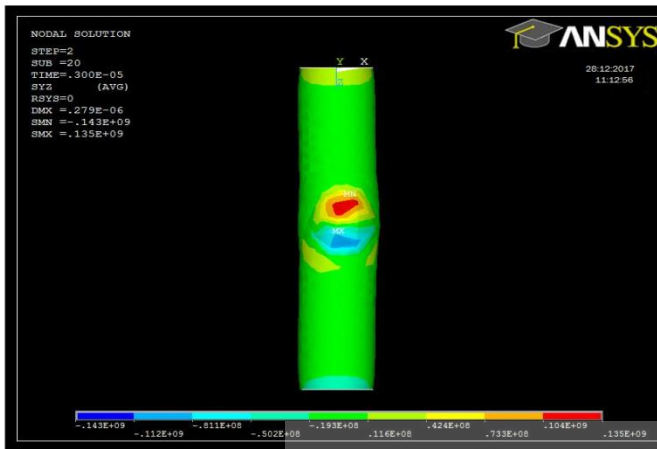 NODAL SOLUTION
STEP=2
SUB =20
TIME=.300E-05
SYZ (AVG)
RSYS=0
DMX =.279E-06
SMN =-.143E+09
SMX =.135E+09
ANSYS
28:12:2017
11:12:56
Y X
MN
MX
-.143E+09 -.811E+08 -.193E+08 .424E+08 .104E+09
-.112E+09 -.502E+08 .116E+08 .733E+08 .135E+09